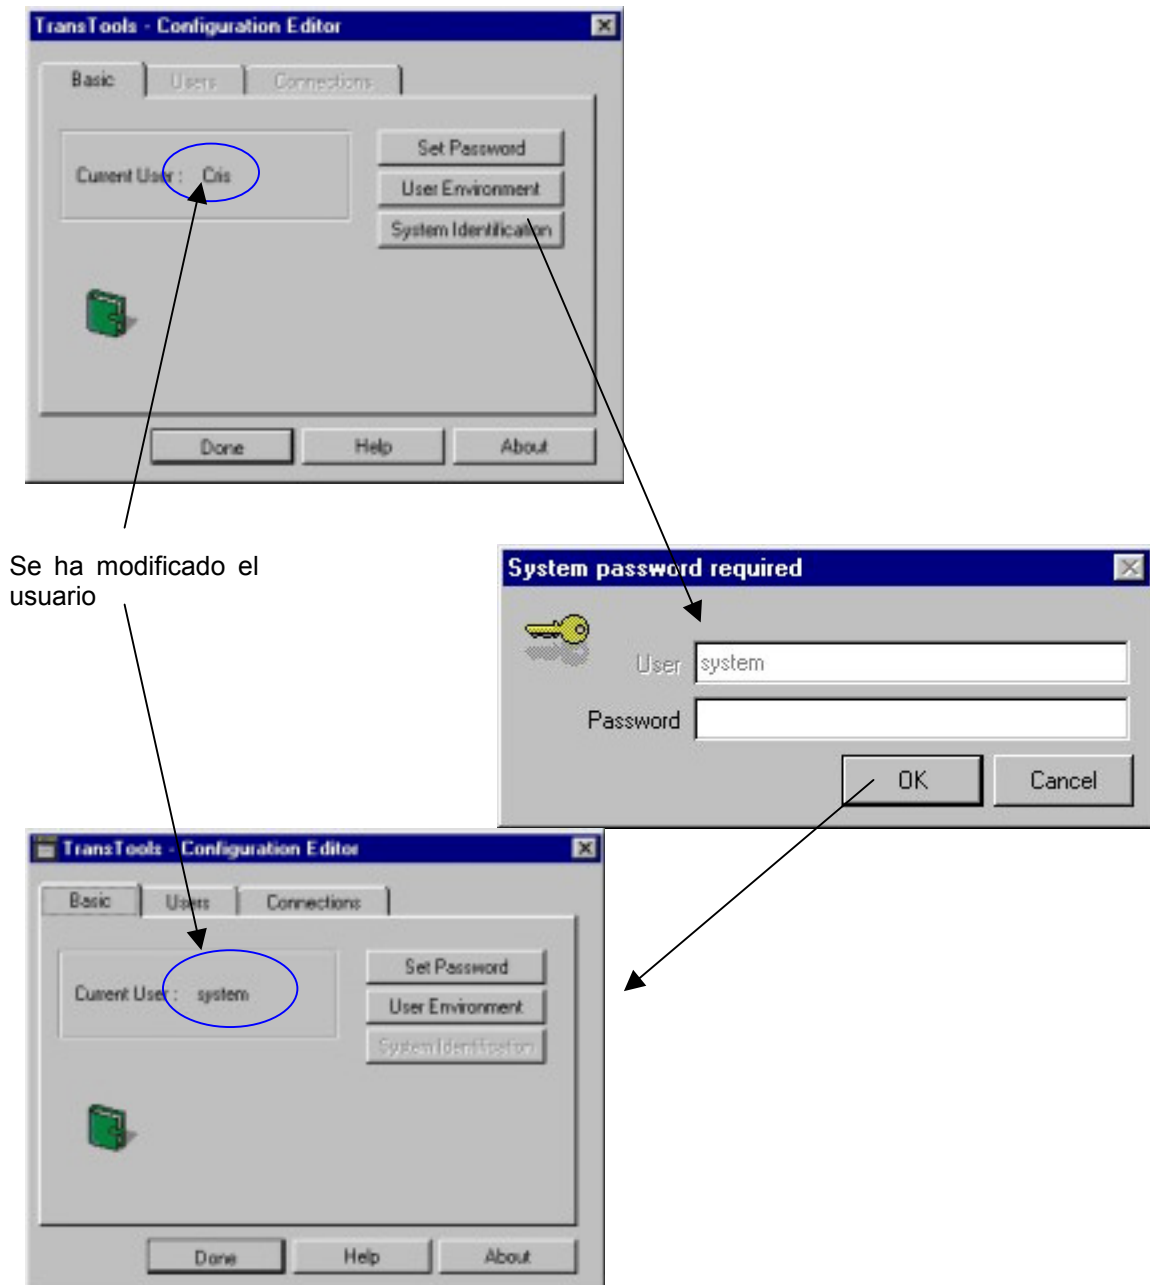 TransTools - Configuration Editor
Basic Users Connections
Current User : Cris
Set Password
User Environment
System Identification
Done Help About
Se ha modificado el
usuario
System password required
User system
Password
OK Cancel
TransTools - Configuration Editor
Basic Users Connections
Current User : system
Set Password
User Environment
System Identification
Done Help About